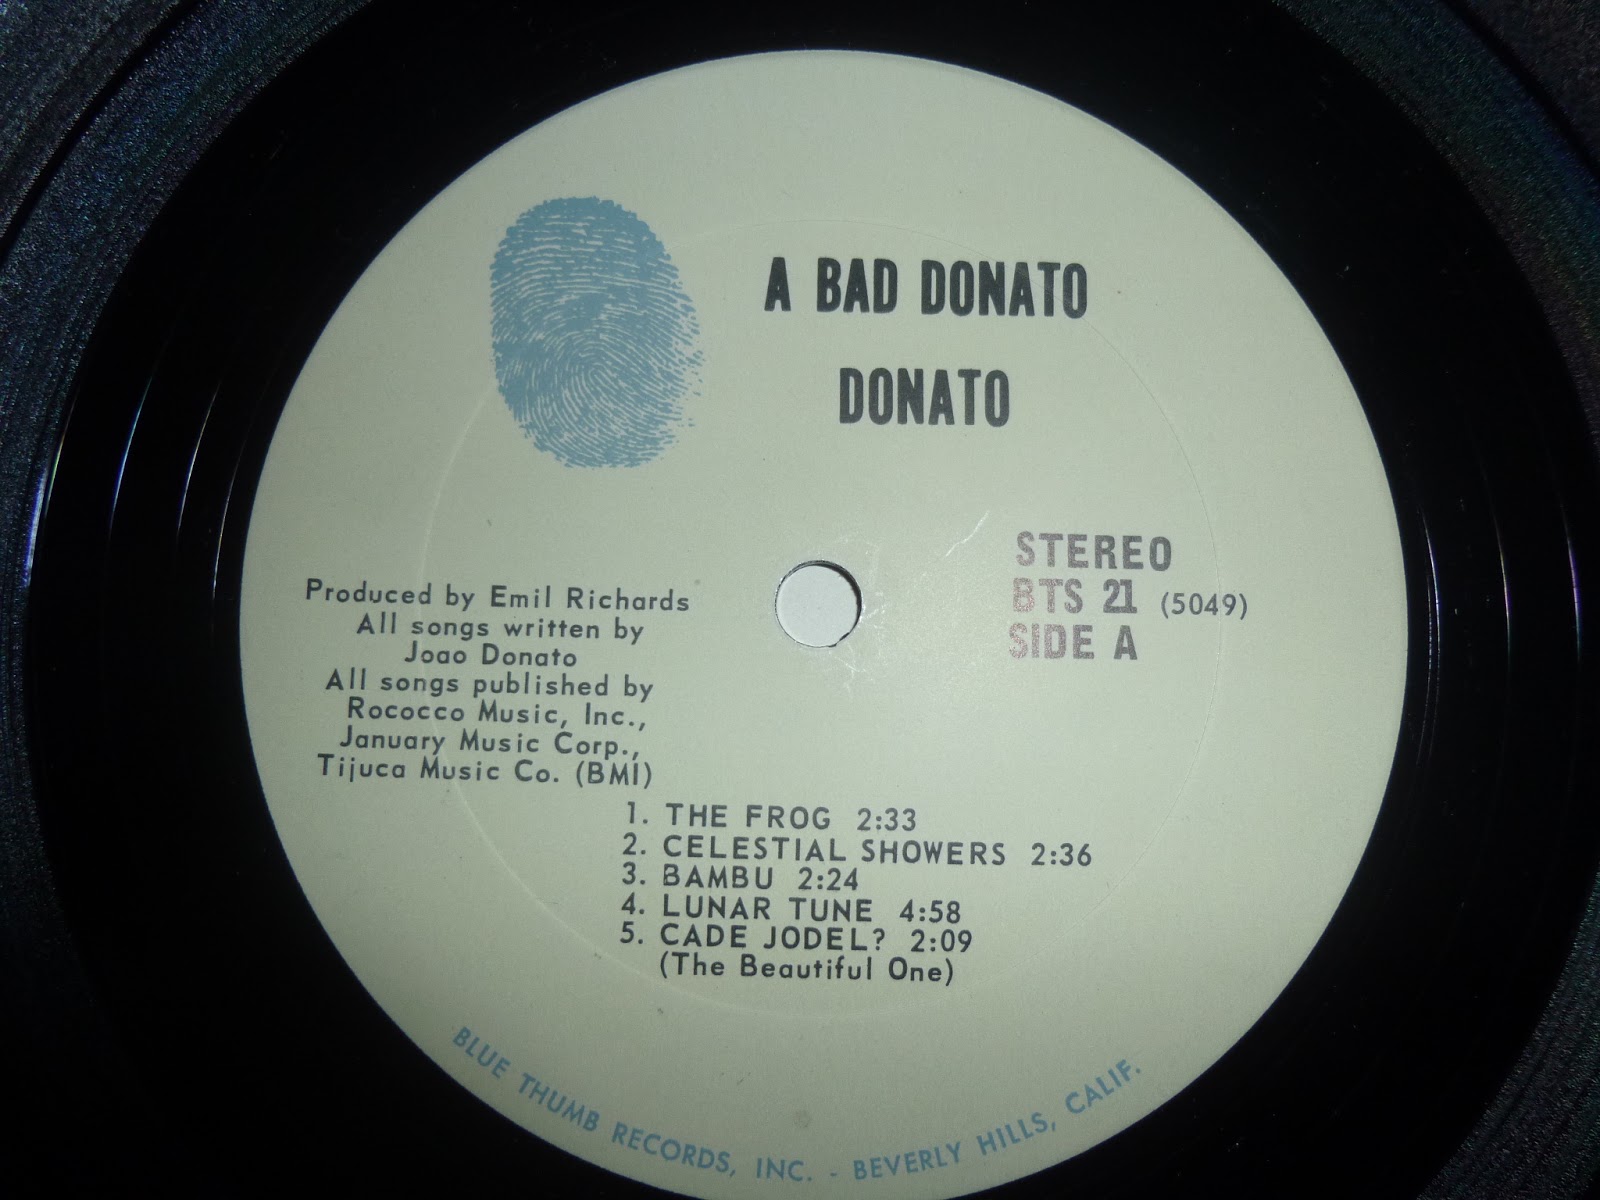 A BAD DONATO
DONATO
STEREO
BTS 21 (5049)
SIDE A
Produced by Emil Richards
All songs written by
Joao Donato
All songs published by
Rococco Music, Inc.,
January Music Corp.,
Tijuca Music Co. (BMI)
1. THE FROG 2:33
2. CELESTIAL SHOWERS 2:36
3. BAMBU 2:24
4. LUNAR TUNE 4:58
5. CADE JODEL? 2:09
(The Beautiful One)
BLUE THUMB RECORDS, INC. - BEVERLY HILLS, CALIF.